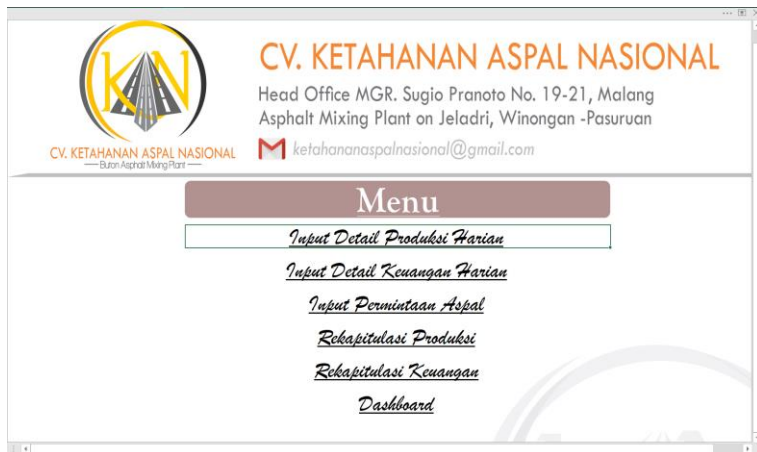 KAN
CV. KETAHANAN ASPAL NASIONAL
Buton Asphalt Mixing Plant
CV. KETAHANAN ASPAL NASIONAL
Head Office MGR. Sugio Pranoto No. 19-21, Malang
Asphalt Mixing Plant on Jeladri, Winongan -Pasuruan
ketahananaspalnasional@gmail.com
Menu
Input Detail Produksi Harian
Input Detail Keuangan Harian
Input Permintaan Aspal
Rekapitulasi Produksi
Rekapitulasi Keuangan
Dashboard